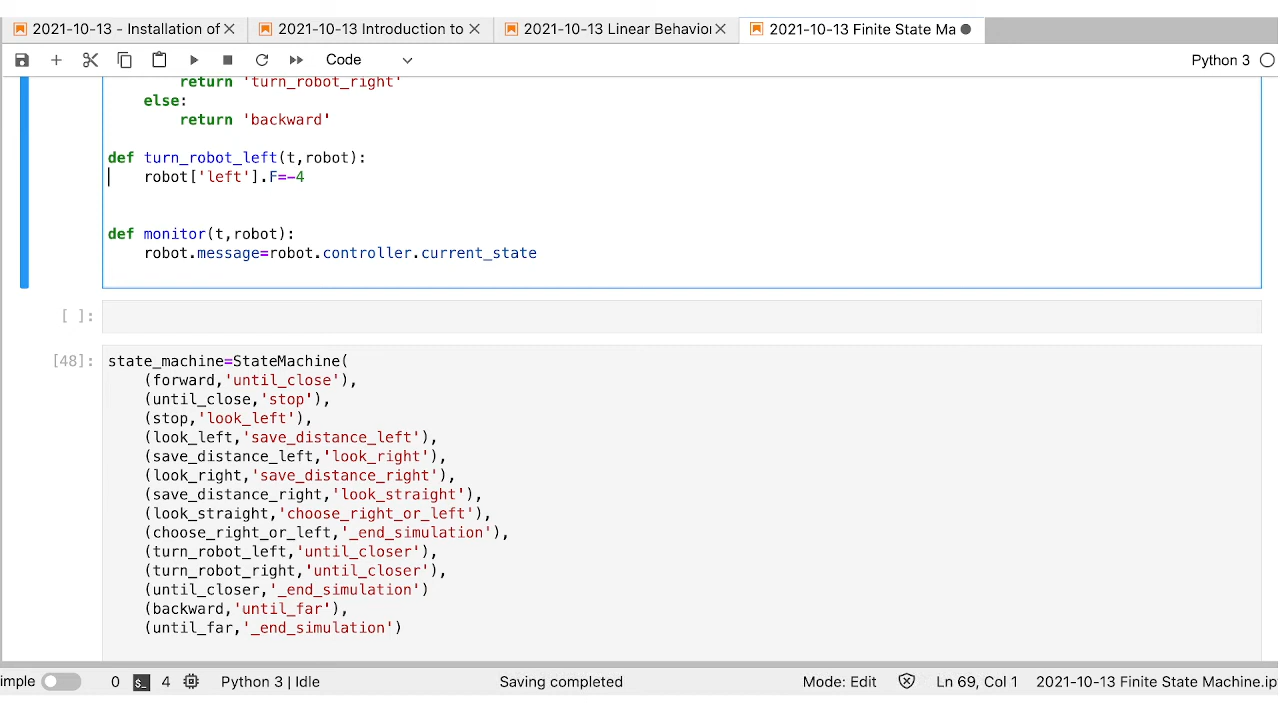 2021-10-13 - Installation of
2021-10-13 Introduction to
2021-10-13 Linear Behavior
2021-10-13 Finite State Ma
Code
Python 3
return 'turn_robot_right'
else:
return 'backward'
def turn_robot_left(t,robot):
robot['left'].F=-4
def monitor(t,robot):
robot.message=robot.controller.current_state
[ ]:
[48]:
state_machine=StateMachine(
(forward,'until_close'),
(until_close,'stop'),
(stop,'look_left'),
(look_left,'save_distance_left'),
(save_distance_left,'look_right'),
(look_right,'save_distance_right'),
(save_distance_right,'look_straight'),
(look_straight,'choose_right_or_left'),
(choose_right_or_left,'_end_simulation'),
(turn_robot_left,'until_closer'),
(turn_robot_right,'until_closer'),
(until_closer,'_end_simulation')
(backward,'until_far'),
(until_far,'_end_simulation')
imple
0
$_
4
Python 3 | Idle
Saving completed
Mode: Edit
Ln 69, Col 1
2021-10-13 Finite State Machine.ip